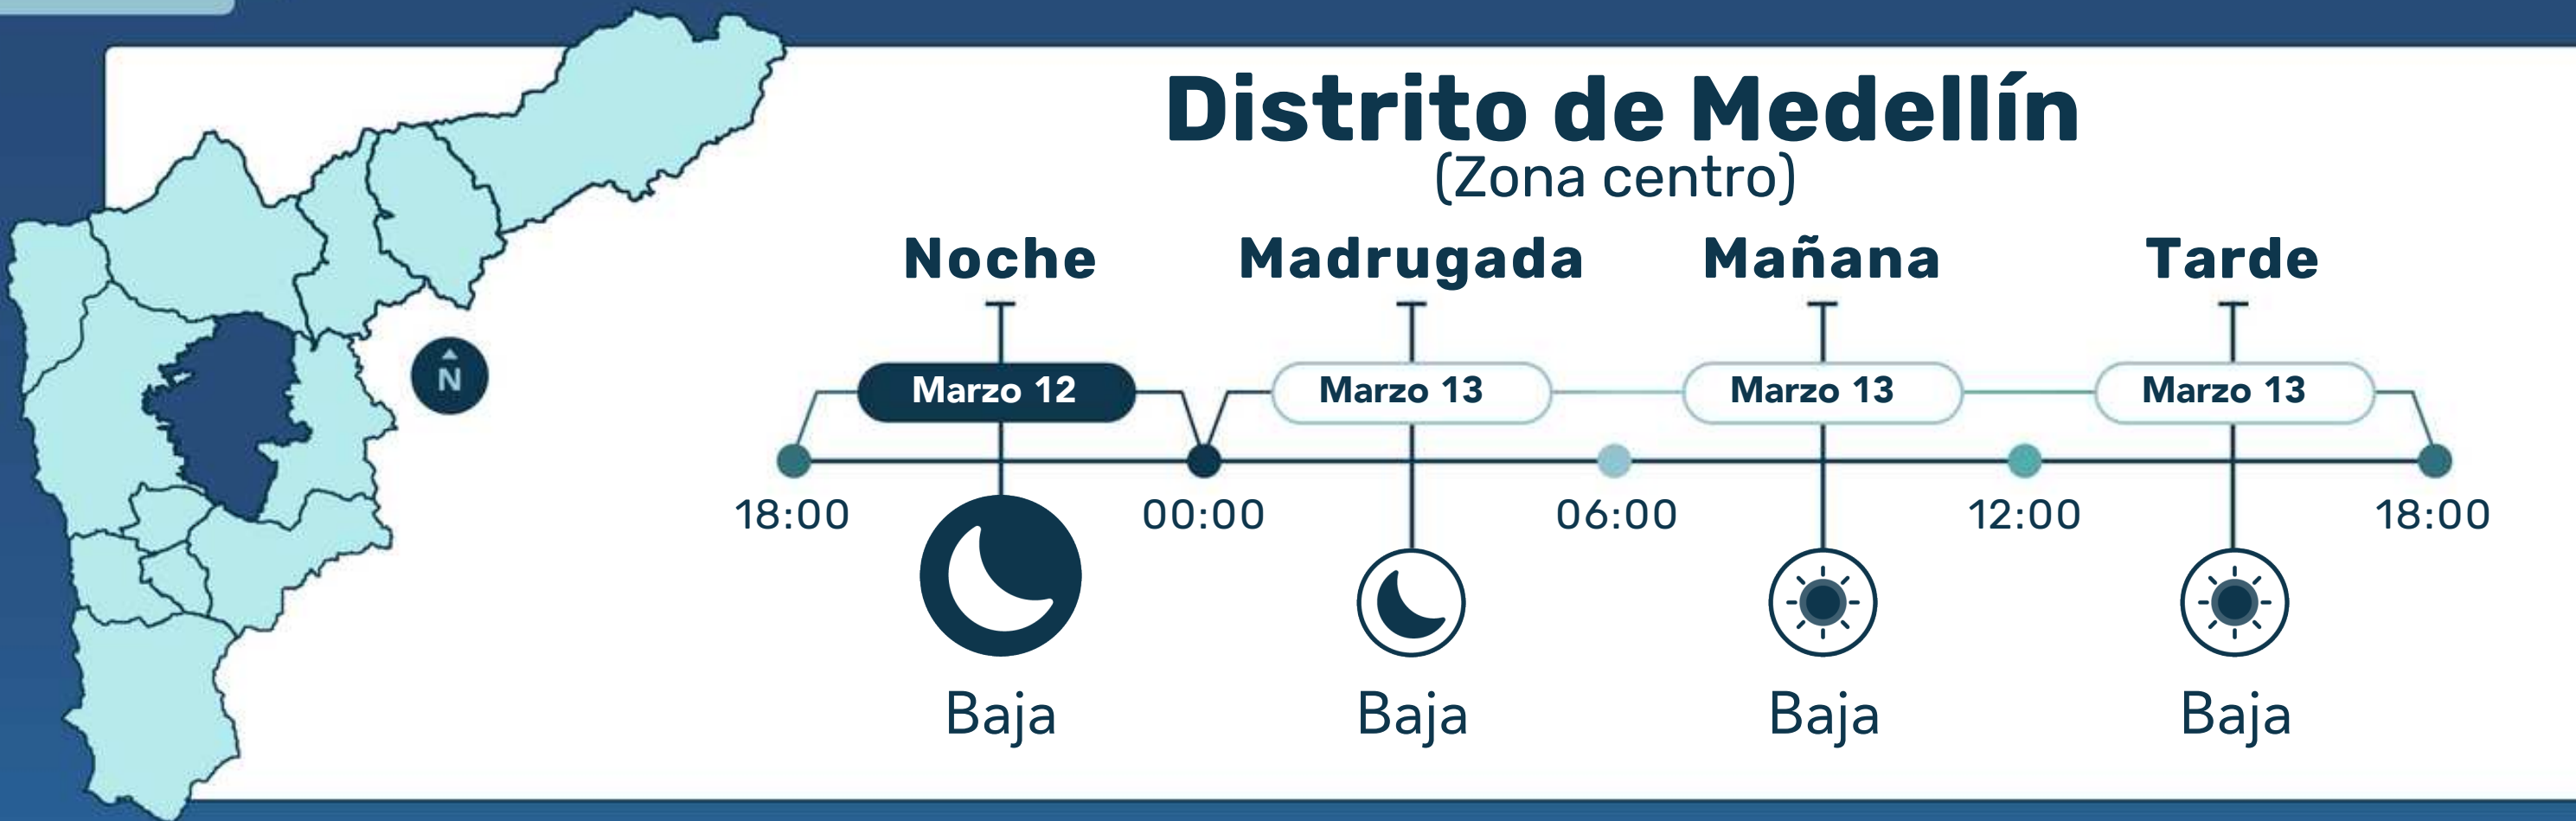 Distrito de Medellín
(Zona centro)
Noche Madrugada Mañana Tarde
Marzo 12 Marzo 13 Marzo 13 Marzo 13
N
18:00 00:00 06:00 12:00 18:00
Baja Baja Baja Baja